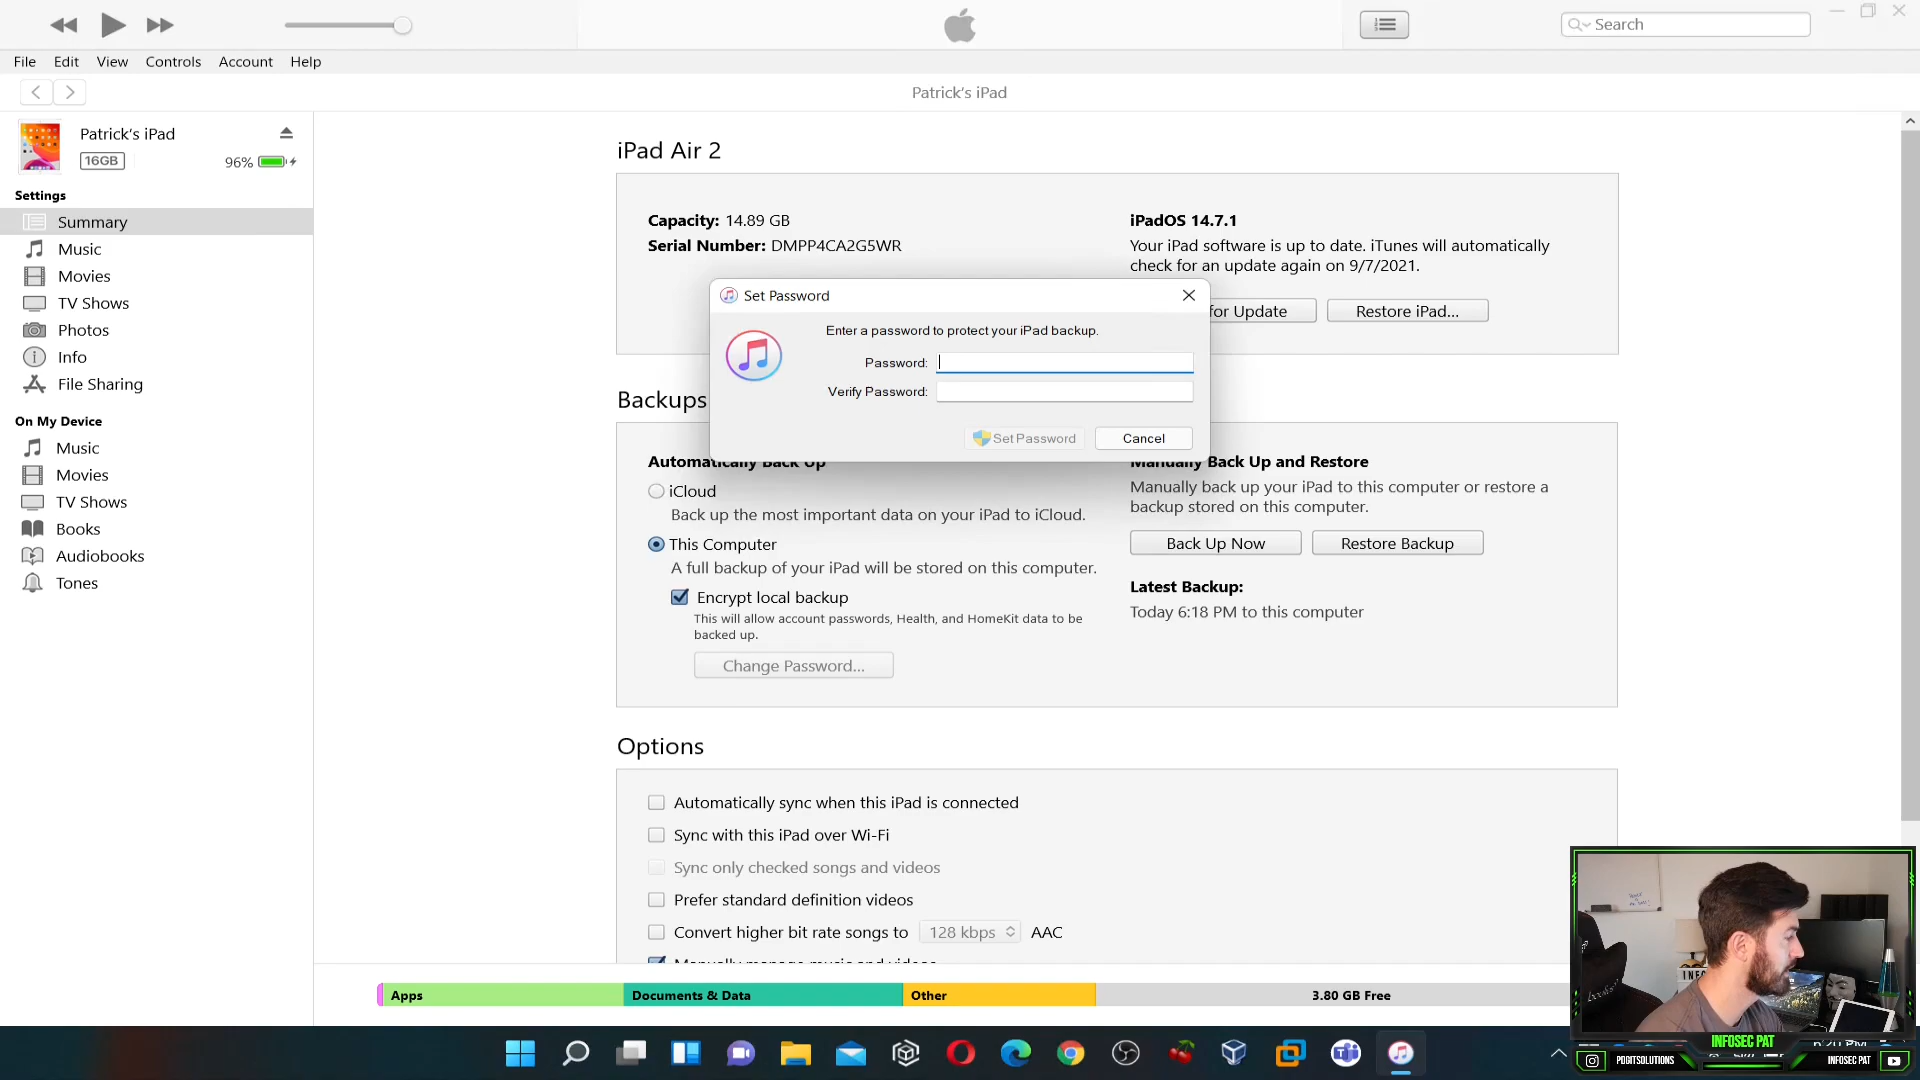 Search
File Edit View Controls Account Help
Patrick's iPad
Patrick's iPad
16GB
96%
Settings
Summary
Music
Movies
TV Shows
Photos
Info
File Sharing
On My Device
Music
Movies
TV Shows
Books
Audiobooks
Tones
iPad Air 2
Capacity: 14.89 GB
Serial Number: DMPP4CA2G5WR
iPadOS 14.7.1
Your iPad software is up to date. iTunes will automatically
check for an update again on 9/7/2021.
for Update
Restore iPad...
Set Password
Enter a password to protect your iPad backup.
Password:
Verify Password:
Set Password
Cancel
Backups
Automatically Back Up
iCloud
Back up the most important data on your iPad to iCloud.
This Computer
A full backup of your iPad will be stored on this computer.
Encrypt local backup
This will allow account passwords, Health, and HomeKit data to be
backed up.
Change Password...
Manually Back Up and Restore
Manually back up your iPad to this computer or restore a
backup stored on this computer.
Back Up Now
Restore Backup
Latest Backup:
Today 6:18 PM to this computer
Options
Automatically sync when this iPad is connected
Sync with this iPad over Wi-Fi
Sync only checked songs and videos
Prefer standard definition videos
Convert higher bit rate songs to 128 kbps AAC
Manually manage music and videos
Apps
Documents & Data
Other
3.80 GB Free
INFOSEC PAT
PODITSOLUTIONS
INFOSEC PAT